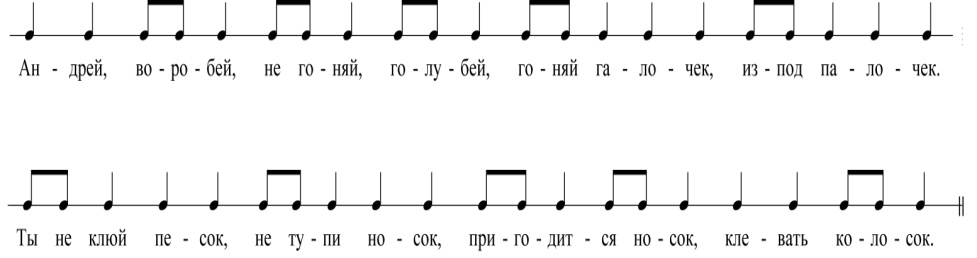 Ан - дрей, во - ро - бей, не го - няй, го - лу - бей, го - няй га - ло - чек, из - под па - ло - чек.
Ты не клюй пе - сок, не ту - пи но - сок, при - го - дит - ся но - сок, кле - вать ко - ло - сок.